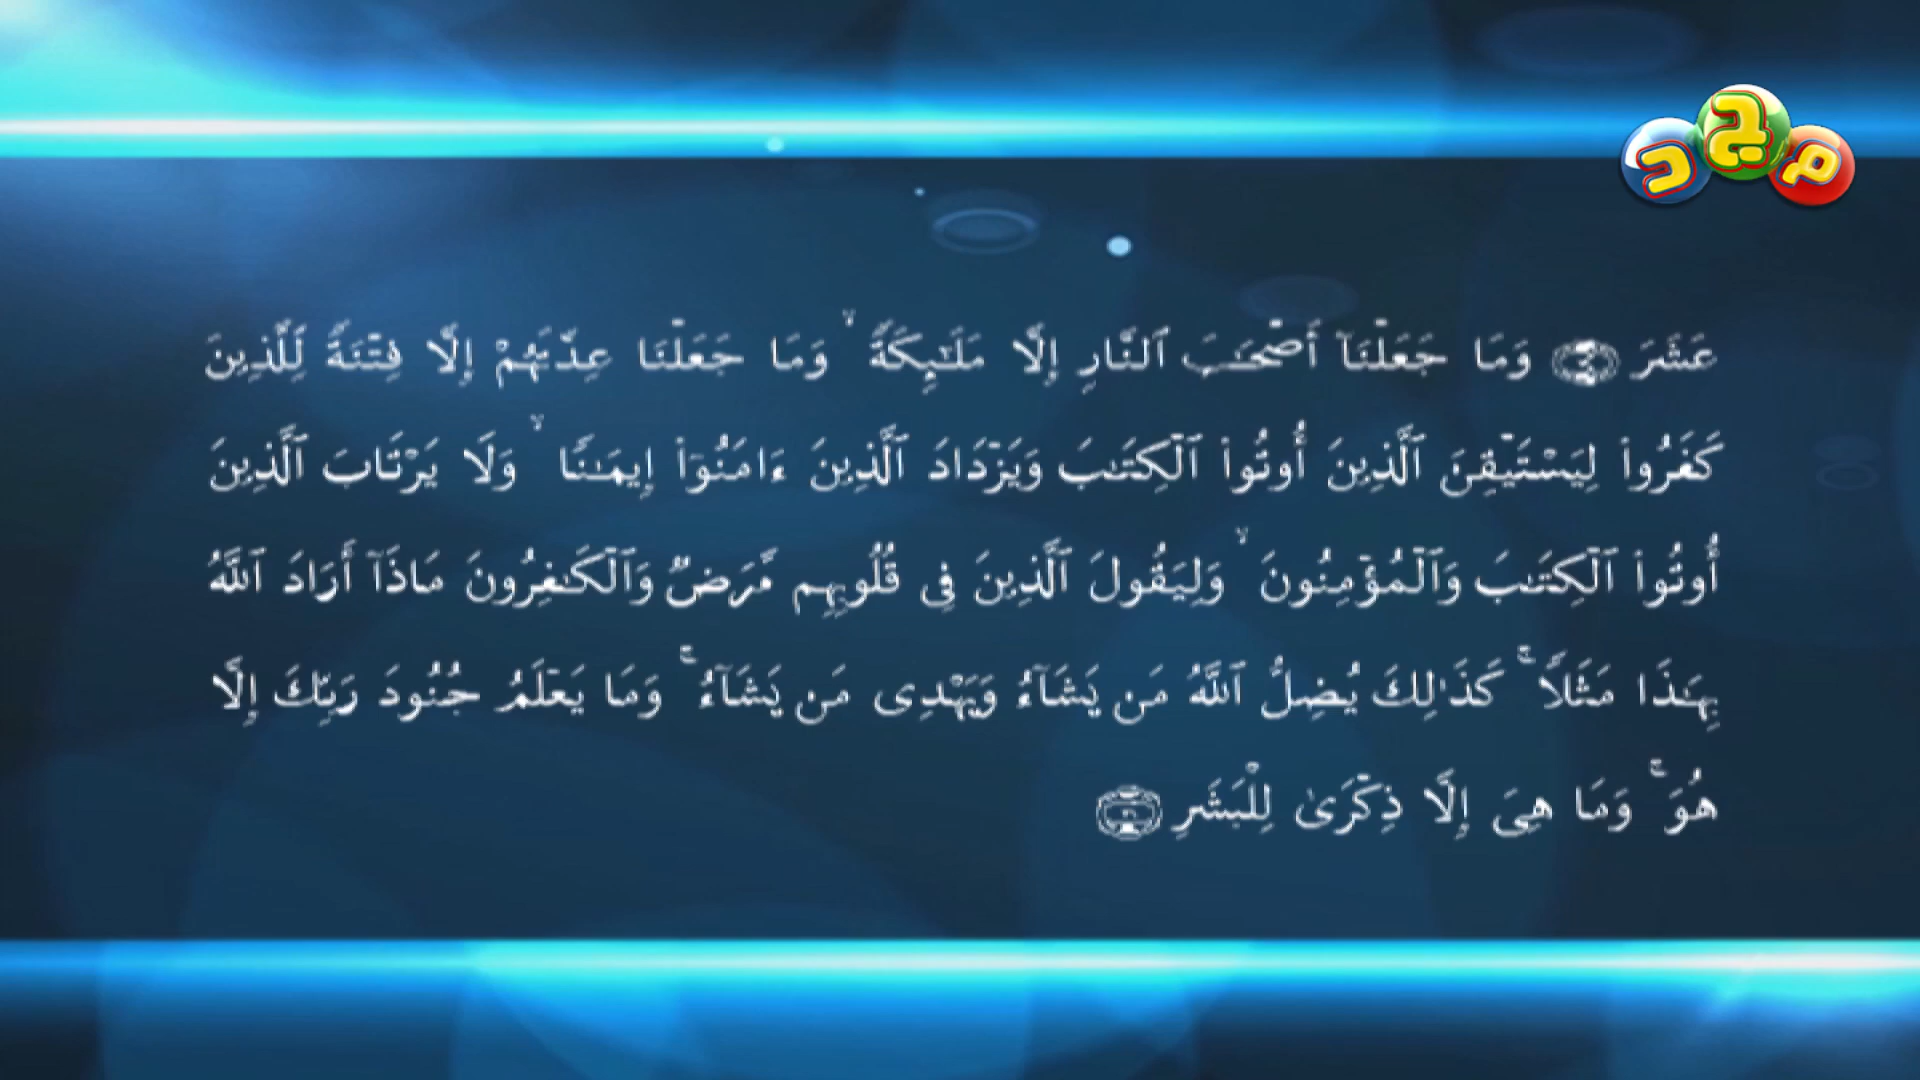 مجد
عَشَرَ ۝ وَمَا جَعَلْنَآ أَصْحَٰبَ ٱلنَّارِ إِلَّا مَلَٰٓئِكَةً ۙ وَمَا جَعَلْنَا عِدَّتَهُمْ إِلَّا فِتْنَةً لِّلَّذِينَ
كَفَرُوا۟ لِيَسْتَيْقِنَ ٱلَّذِينَ أُوتُوا۟ ٱلْكِتَٰبَ وَيَزْدَادَ ٱلَّذِينَ ءَامَنُوٓا۟ إِيمَٰنًا ۙ وَلَا يَرْتَابَ ٱلَّذِينَ
أُوتُوا۟ ٱلْكِتَٰبَ وَٱلْمُؤْمِنُونَ ۙ وَلِيَقُولَ ٱلَّذِينَ فِى قُلُوبِهِم مَّرَضٌ وَٱلْكَٰفِرُونَ مَاذَآ أَرَادَ ٱللَّهُ
بِهَٰذَا مَثَلًا ۚ كَذَٰلِكَ يُضِلُّ ٱللَّهُ مَن يَشَآءُ وَيَهْدِى مَن يَشَآءُ ۚ وَمَا يَعْلَمُ جُنُودَ رَبِّكَ إِلَّا
هُوَ ۚ وَمَا هِىَ إِلَّا ذِكْرَىٰ لِلْبَشَرِ ۝٣١